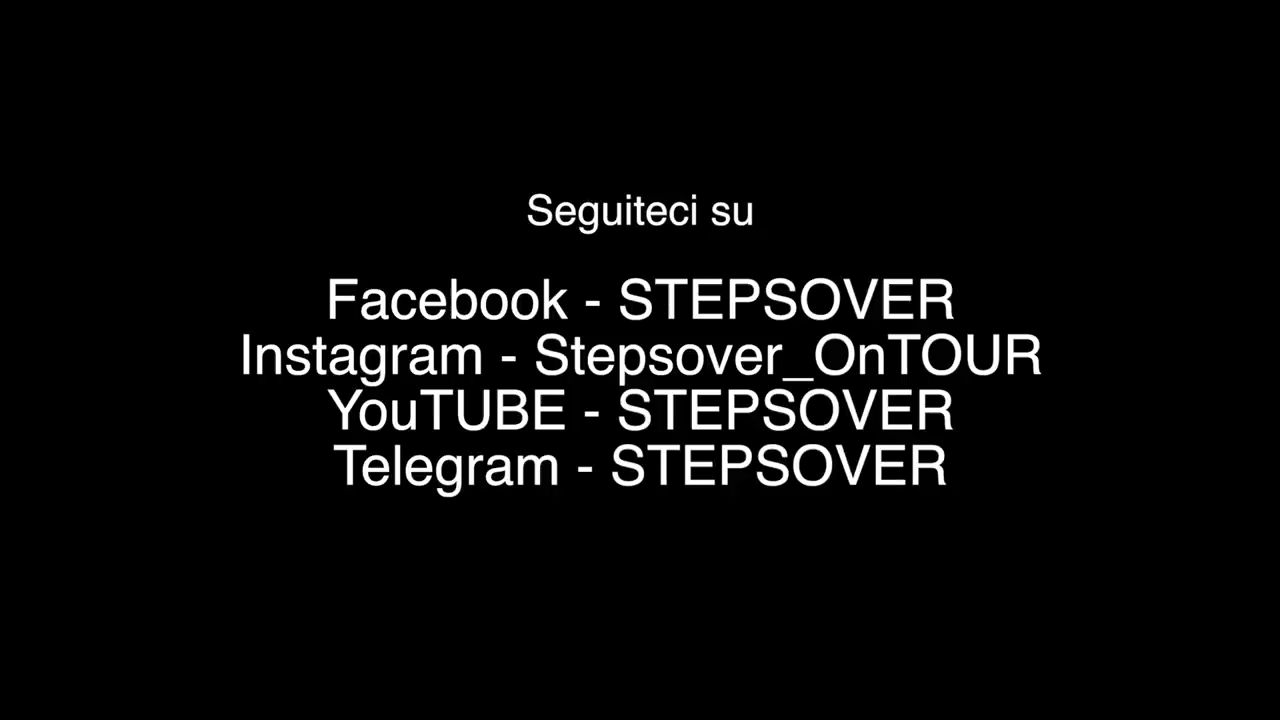 Seguiteci su
Facebook - STEPSOVER
Instagram - Stepsover_OnTOUR
YouTUBE - STEPSOVER
Telegram - STEPSOVER